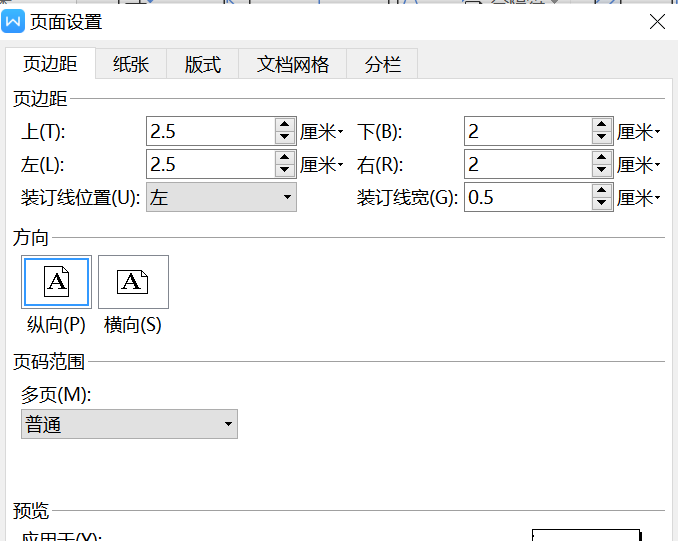 页面设置
页边距 纸张 版式 文档网格 分栏
页边距
上(T): 2.5 厘米 下(B): 2 厘米
左(L): 2.5 厘米 右(R): 2 厘米
装订线位置(U): 左 装订线宽(G): 0.5 厘米
方向
A A
纵向(P) 横向(S)
页码范围
多页(M):
普通
预览
应用于(Y):